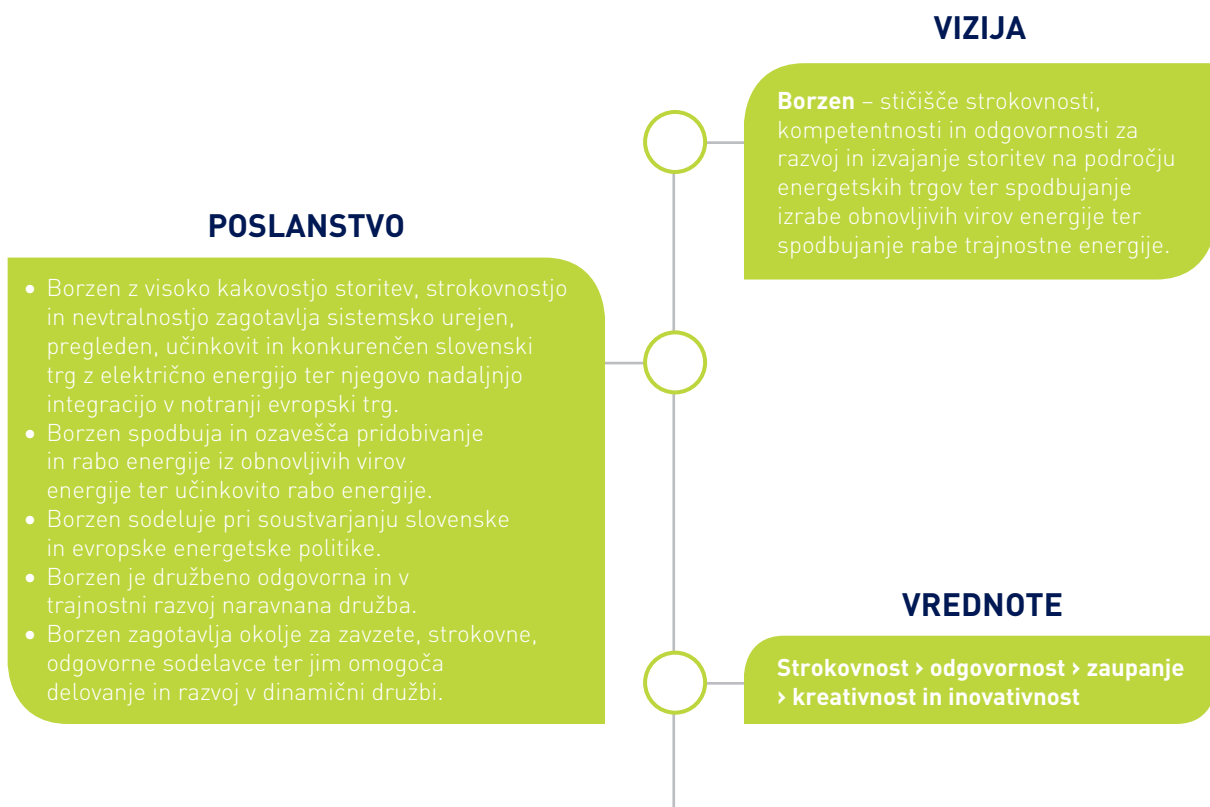 VIZIJA
Borzen – stičišče strokovnosti,
kompetentnosti in odgovornosti za
razvoj in izvajanje storitev na področju
energetskih trgov ter spodbujanje
izrabe obnovljivih virov energije ter
spodbujanje rabe trajnostne energije.
POSLANSTVO
• Borzen z visoko kakovostjo storitev, strokovnostjo
in nevtralnostjo zagotavlja sistemsko urejen,
pregleden, učinkovit in konkurenčen slovenski
trg z električno energijo ter njegovo nadaljnjo
integracijo v notranji evropski trg.
• Borzen spodbuja in ozavešča pridobivanje
in rabo energije iz obnovljivih virov
energije ter učinkovito rabo energije.
• Borzen sodeluje pri soustvarjanju slovenske
in evropske energetske politike.
• Borzen je družbeno odgovorna in v
trajnostni razvoj naravnana družba.
• Borzen zagotavlja okolje za zavzete, strokovne,
odgovorne sodelavce ter jim omogoča
delovanje in razvoj v dinamični družbi.
VREDNOTE
Strokovnost › odgovornost › zaupanje
› kreativnost in inovativnost